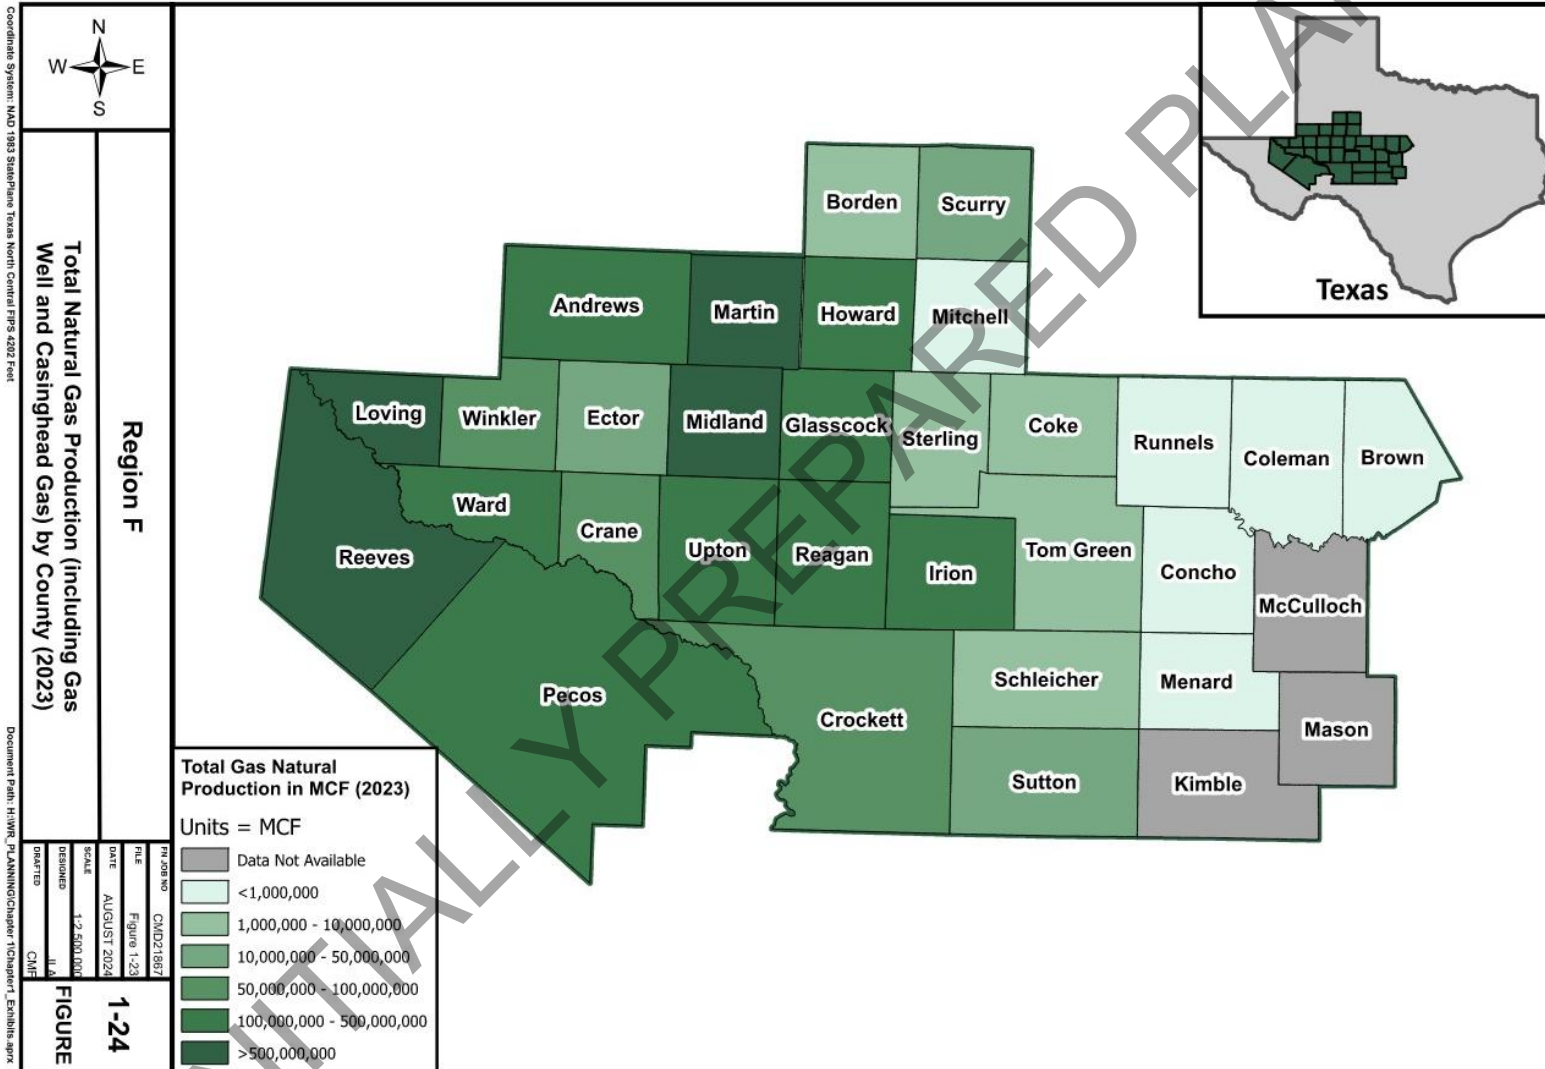 Coordinate System: NAD 1983 StatePlane Texas North Central FIPS 4202 Feet
Document Path: H:\WR_PLANNING\Chapter 1\Chapter1_Exhibits.aprx
N
W
E
S
Region F
Total Natural Gas Production (including Gas
Well and Casinghead Gas) by County (2023)
FN JOB NO
CMD21867
FILE
Figure 1-23
DATE
AUGUST 2024
SCALE
1:2,500,000
DESIGNED
DRAFTED
CMF
1-24
FIGURE
INITIALLY PREPARED PLAN
Texas
Borden
Scurry
Andrews
Martin
Howard
Mitchell
Loving
Winkler
Ector
Midland
Glasscock
Sterling
Coke
Runnels
Coleman
Brown
Reeves
Ward
Crane
Upton
Reagan
Irion
Tom Green
Concho
McCulloch
Pecos
Crockett
Schleicher
Menard
Mason
Sutton
Kimble
Total Gas Natural
Production in MCF (2023)
Units = MCF
Data Not Available
<1,000,000
1,000,000 - 10,000,000
10,000,000 - 50,000,000
50,000,000 - 100,000,000
100,000,000 - 500,000,000
>500,000,000